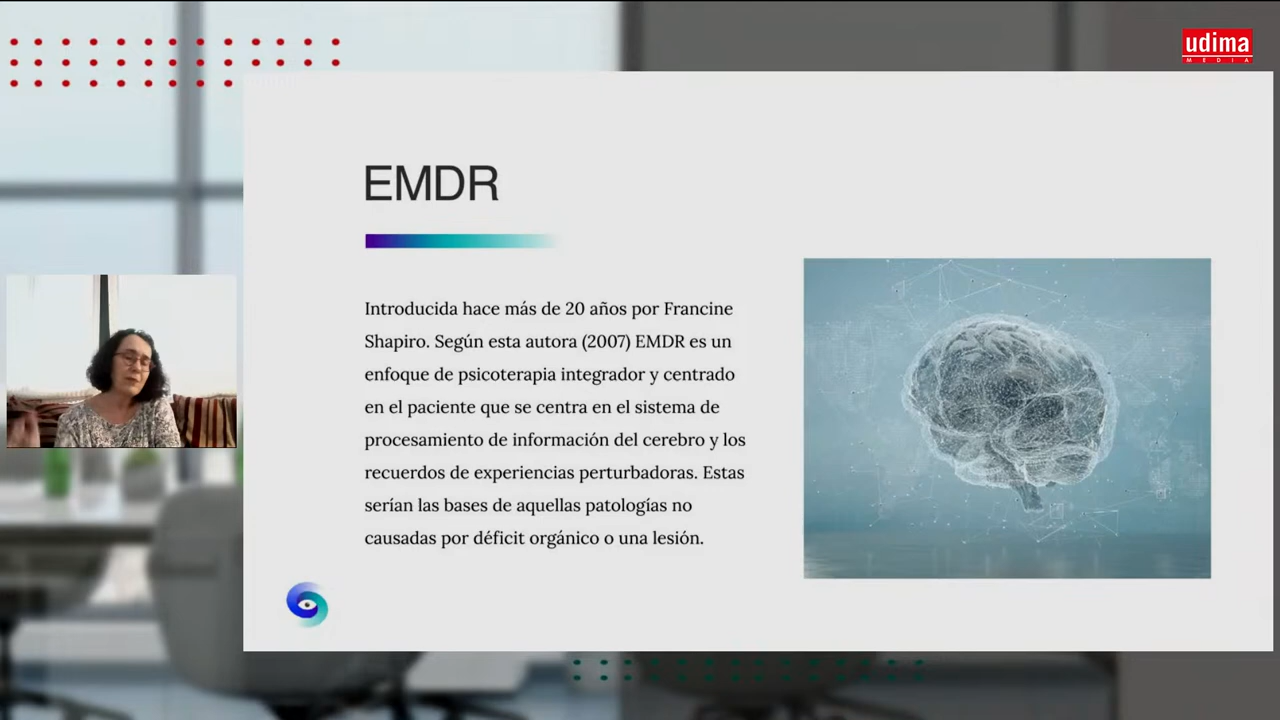 udima
MEDIA
EMDR
Introducida hace más de 20 años por Francine
Shapiro. Según esta autora (2007) EMDR es un
enfoque de psicoterapia integrador y centrado
en el paciente que se centra en el sistema de
procesamiento de información del cerebro y los
recuerdos de experiencias perturbadoras. Estas
serían las bases de aquellas patologías no
causadas por déficit orgánico o una lesión.